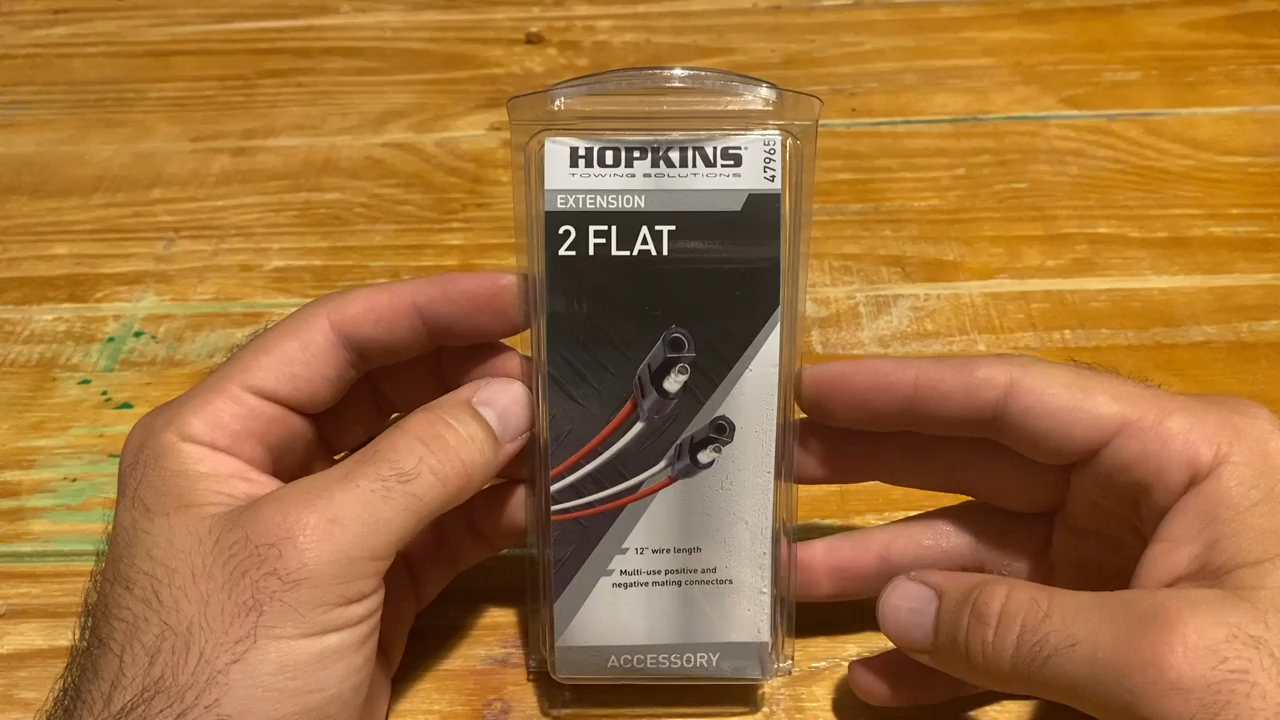 HOPKINS®
TOWING SOLUTIONS
47965
EXTENSION
2 FLAT
12" wire length
Multi-use positive and
negative mating connectors
ACCESSORY